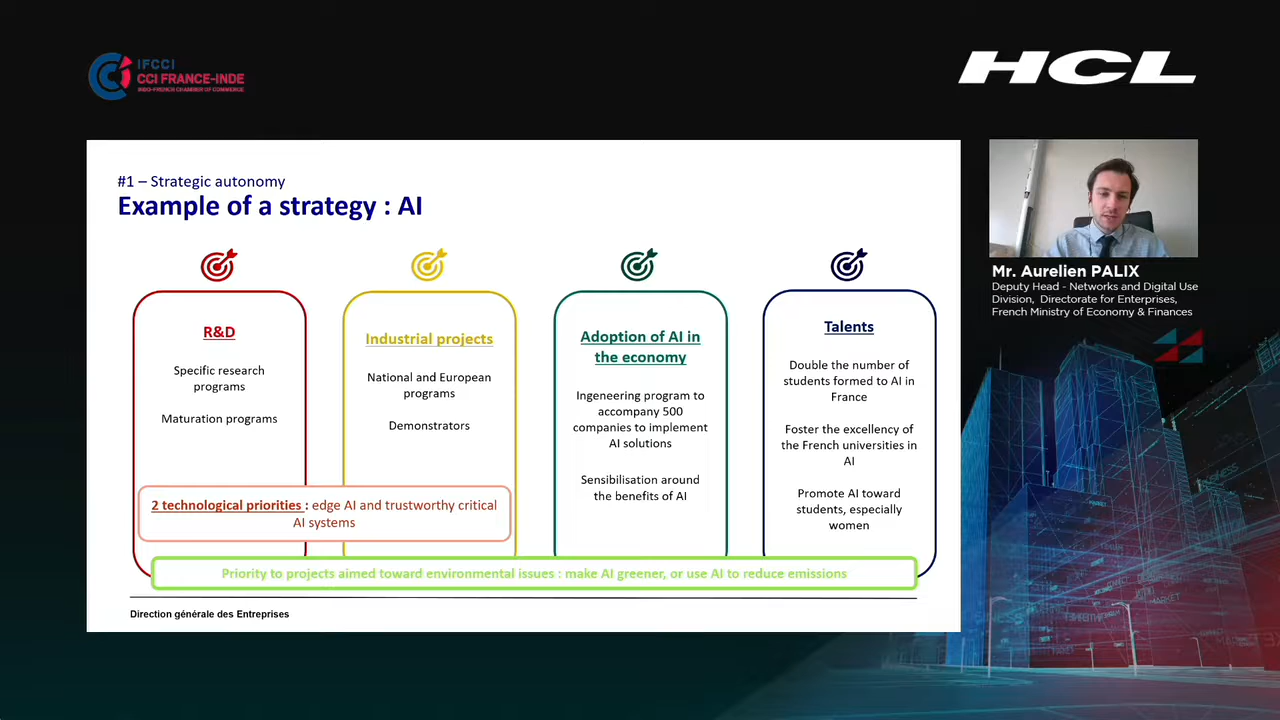 IFCCI
CCI FRANCE-INDE
INDO-FRENCH CHAMBER OF COMMERCE
HCL
#1 – Strategic autonomy
Example of a strategy : AI
R&D
Specific research
programs
Maturation programs
Industrial projects
National and European
programs
Demonstrators
Adoption of AI in
the economy
Ingeneering program to
accompany 500
companies to implement
AI solutions
Sensibilisation around
the benefits of AI
Talents
Double the number of
students formed to AI in
France
Foster the excellency of
the French universities in
AI
Promote AI toward
students, especially
women
2 technological priorities : edge AI and trustworthy critical
AI systems
Priority to projects aimed toward environmental issues : make AI greener, or use AI to reduce emissions
Direction générale des Entreprises
Mr. Aurelien PALIX
Deputy Head - Networks and Digital Use
Division, Directorate for Enterprises,
French Ministry of Economy & Finances
MARKET